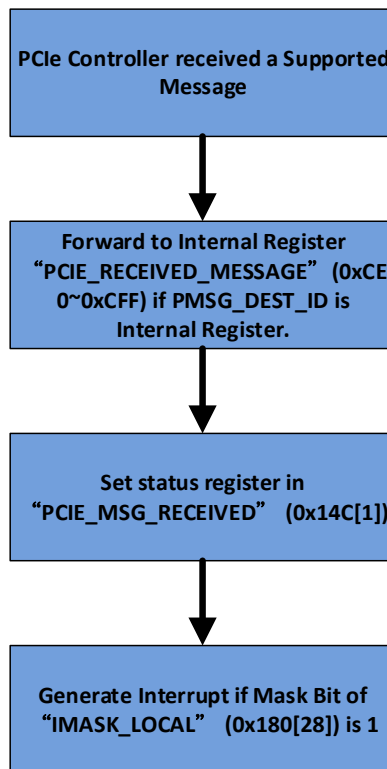 PCIe Controller received a Supported
Message
Forward to Internal Register
“PCIE_RECEIVED_MESSAGE” (0xCE
0~0xCFF) if PMSG_DEST_ID is
Internal Register.
Set status register in
“PCIE_MSG_RECEIVED” (0x14C[1])
Generate Interrupt if Mask Bit of
“IMASK_LOCAL” (0x180[28]) is 1